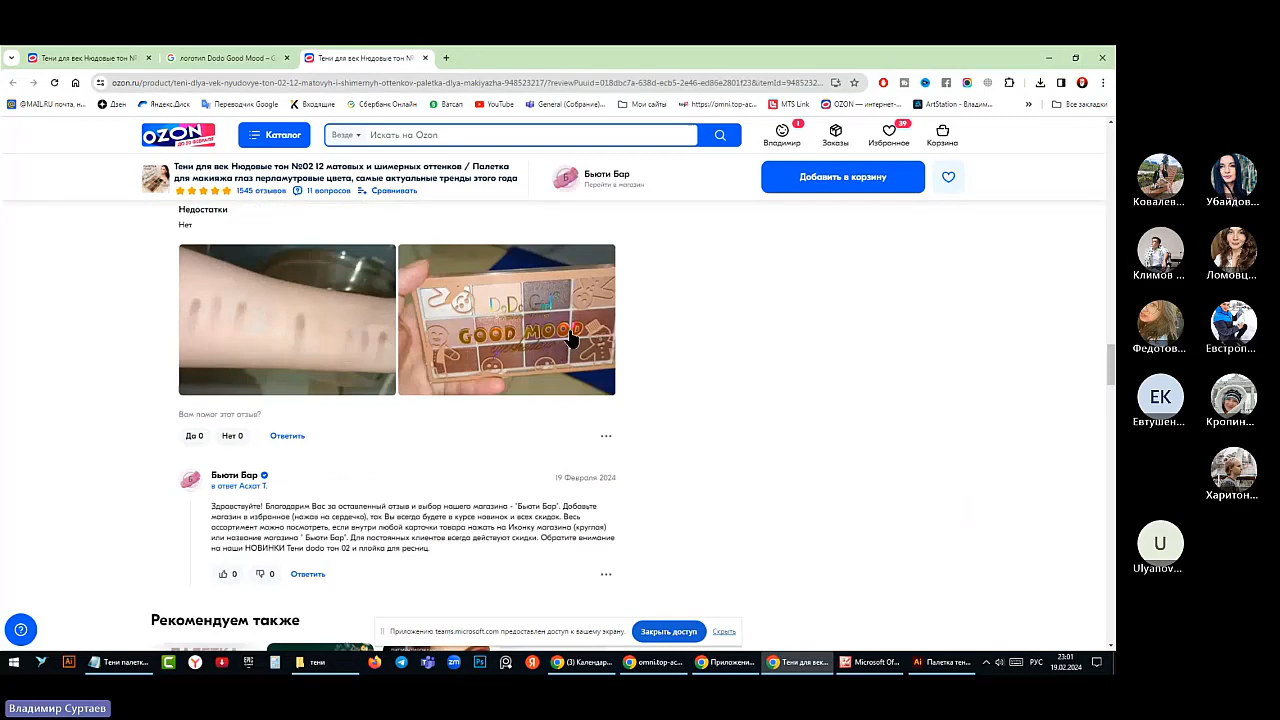 Тени для век Нюдовые тон №
логотип Dodo Good Mood – G
Тени для век Нюдовые тон №
ozon.ru/product/teni-dlya-vek-nyudovye-ton-02-12-matovyh-i-shimernyh-ottenkov-paletka-dlya-makiyazha-948523217/?reviewPuuid=018dbc7a-638d-ecb5-2e46-ed86e2801f23&itemId=9485232...
@MAIL.RU почта, н... Дзен Яндекс.Диск Переводчик Google Входящие Сбербанк Онлайн Ватсап YouTube General (Собрание)... Мои сайты https://omni.top-ac... MTS Link OZON — интернет-... ArtStation - Владим... » Все закладки
OZON Каталог Везде Искать на Ozon
1 39
Владимир Заказы Избранное Корзина
Тени для век Нюдовые тон №02 12 матовых и шимерных оттенков / Палетка
для макияжа глаз перламутровые цвета, самые актуальные тренды этого года
1545 отзывов 11 вопросов Сравнивать
Бьюти Бар
Перейти в магазин
Добавить в корзину
Недостатки
Нет
GOOD MOOD
Вам помог этот отзыв?
Да 0 Нет 0 Ответить
Бьюти Бар 19 Февраля 2024
в ответ Асхат Т.
Здравствуйте! Благодарим Вас за оставленный отзыв и выбор нашего магазина - "Бьюти Бар". Добавьте
магазин в избранное (нажав на сердечко), так Вы всегда будете в курсе новинок и всех скидок. Весь
ассортимент можно посмотреть, если внутри любой карточки товара нажать на Иконку магазина (круглая)
или название магазина " Бьюти Бар". Для постоянных клиентов всегда действуют скидки. Обратите внимание
на наши НОВИНКИ Тени dodo тон 02 и плойка для ресниц.
0 0 Ответить
Рекомендуем также
Приложению teams.microsoft.com предоставлен доступ к вашему экрану. Закрыть доступ Скрыть
Тени палетк... тени (3) Календар... omni.top-ac... Приложени... Тени для век... Microsoft Of... Палетка тен... РУС
23:01
19.02.2024
Ковалев... Убайдов...
Климов ... Ломовц...
Федотов... Евстроп...
ЕК
Евтушен... Кропин...
Харитон...
U
Ulyanov...
Владимир Суртаев